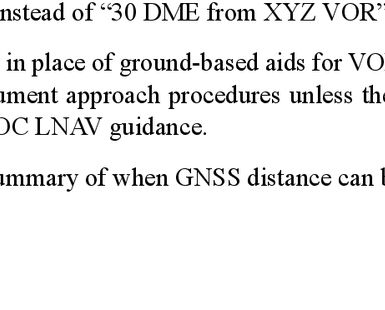 nstead of “30 DME from XYZ VOR”
in place of ground-based aids for VO
ument approach procedures unless the
OC LNAV guidance.
ummary of when GNSS distance can b